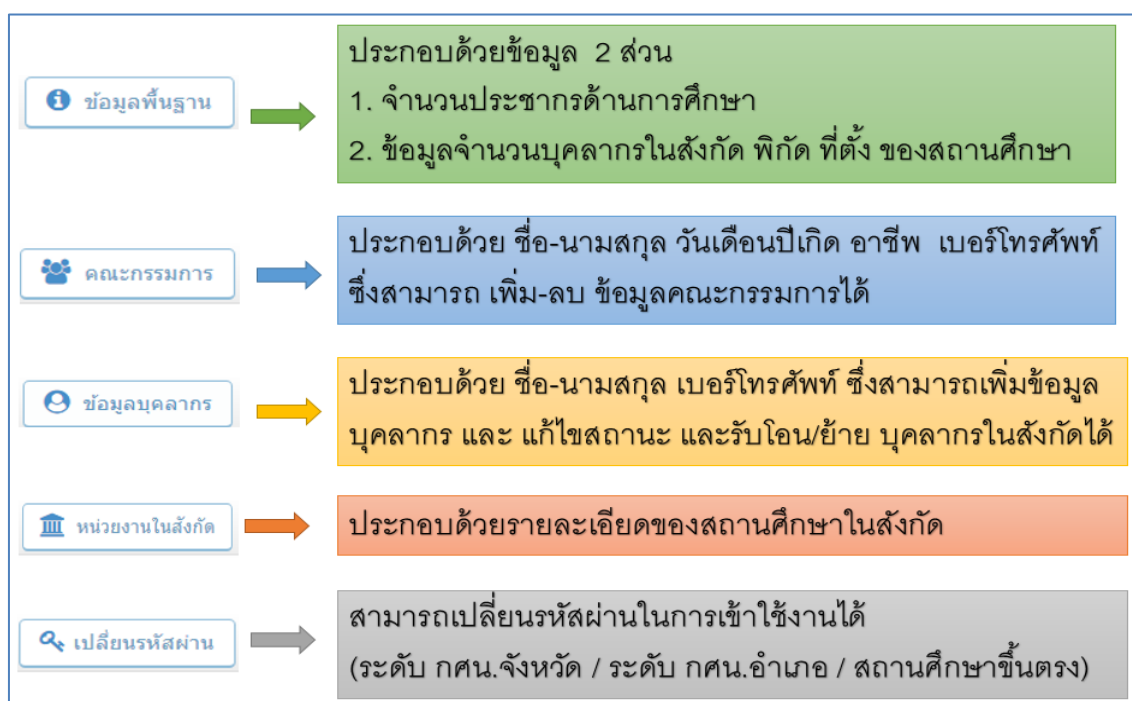 ข้อมูลพื้นฐาน
ประกอบด้วยข้อมูล 2 ส่วน
1. จำนวนประชากรด้านการศึกษา
2. ข้อมูลจำนวนบุคลากรในสังกัด พิกัด ที่ตั้ง ของสถานศึกษา
คณะกรรมการ
ประกอบด้วย ชื่อ-นามสกุล วันเดือนปีเกิด อาชีพ เบอร์โทรศัพท์
ซึ่งสามารถ เพิ่ม-ลบ ข้อมูลคณะกรรมการได้
ข้อมูลบุคลากร
ประกอบด้วย ชื่อ-นามสกุล เบอร์โทรศัพท์ ซึ่งสามารถเพิ่มข้อมูล
บุคลากร และ แก้ไขสถานะ และรับโอน/ย้าย บุคลากรในสังกัดได้
หน่วยงานในสังกัด
ประกอบด้วยรายละเอียดของสถานศึกษาในสังกัด
เปลี่ยนรหัสผ่าน
สามารถเปลี่ยนรหัสผ่านในการเข้าใช้งานได้
(ระดับ กศน.จังหวัด / ระดับ กศน.อำเภอ / สถานศึกษาขึ้นตรง)